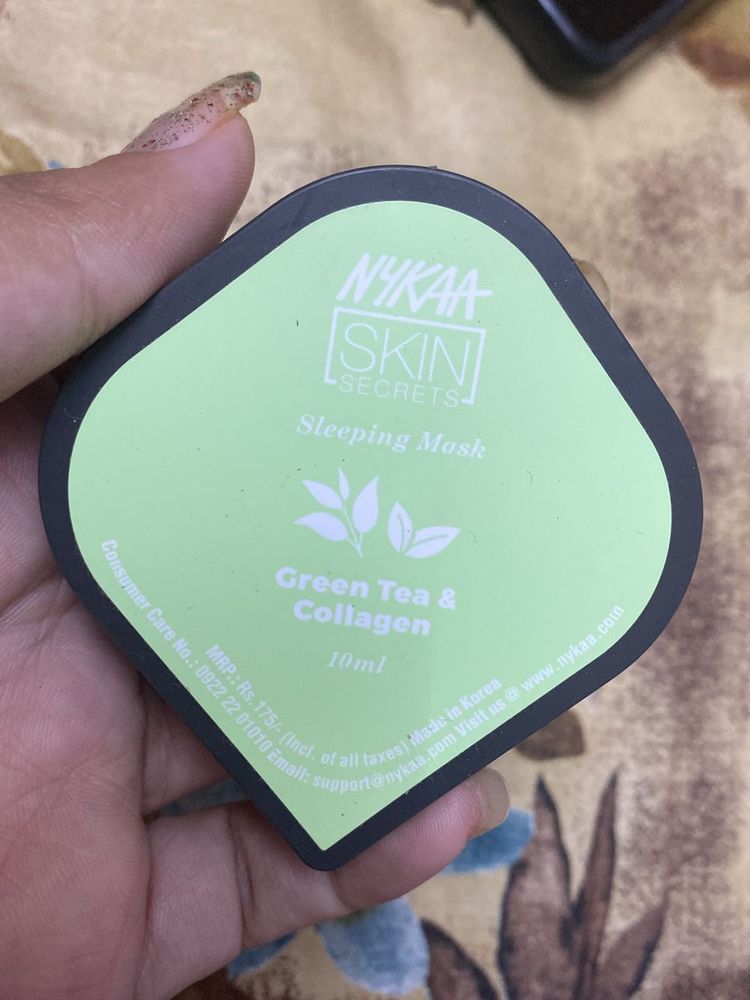 NYKAA
SKIN
SECRETS
Sleeping Mask
Green Tea &
Collagen
10ml
MRP.: Rs. 175/- (Incl. of all taxes) Made in Korea
Consumer Care No.: 0922 22 01010 Email: support@nykaa.com Visit us @ www.nykaa.com